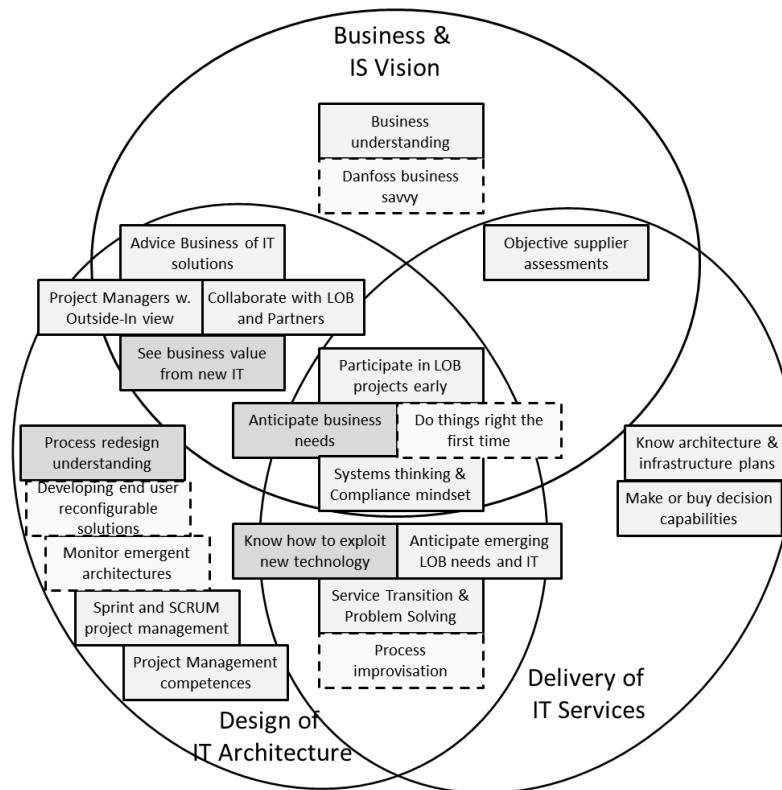 Business &
IS Vision
Business
understanding
Danfoss business
savvy
Advice Business of IT
solutions
Objective supplier
assessments
Project Managers w.
Outside-In view
Collaborate with LOB
and Partners
See business value
from new IT
Participate in LOB
projects early
Anticipate business
needs
Do things right the
first time
Systems thinking &
Compliance mindset
Process redesign
understanding
Developing end user
reconfigurable
solutions
Monitor emergent
architectures
Sprint and SCRUM
project management
Project Management
competences
Know architecture &
infrastructure plans
Make or buy decision
capabilities
Know how to exploit
new technology
Anticipate emerging
LOB needs and IT
Service Transition &
Problem Solving
Process
improvisation
Design of
IT Architecture
Delivery of
IT Services